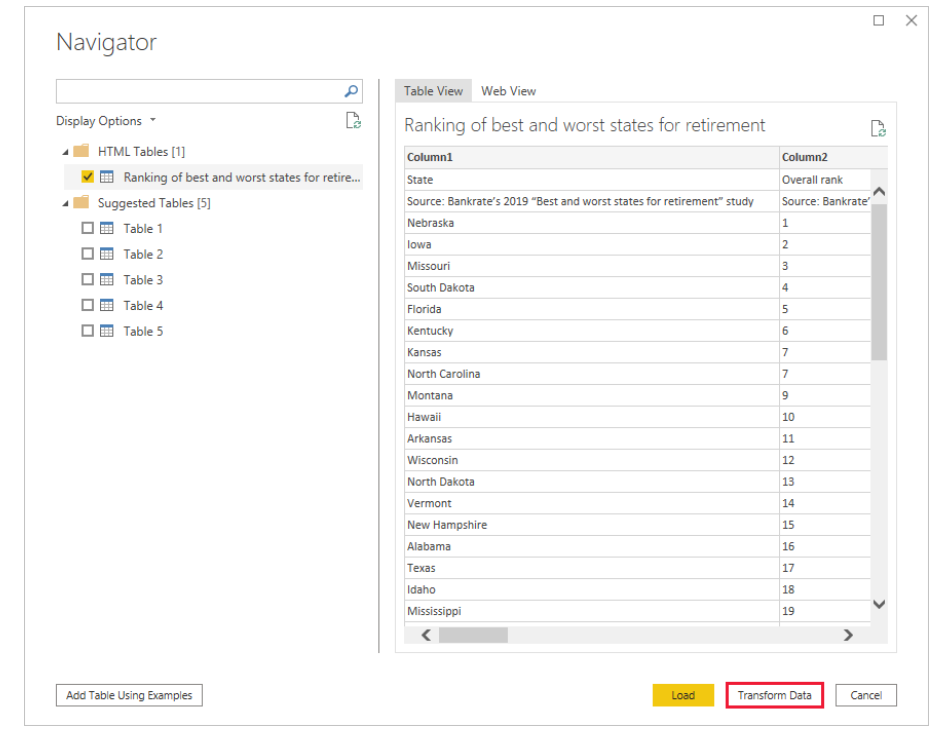 Navigator
Display Options
HTML Tables [1]
Ranking of best and worst states for retire...
Suggested Tables [5]
Table 1
Table 2
Table 3
Table 4
Table 5
Table View Web View
Ranking of best and worst states for retirement
Column1 Column2
State Overall rank
Source: Bankrate's 2019 "Best and worst states for retirement" study Source: Bankrate'
Nebraska 1
Iowa 2
Missouri 3
South Dakota 4
Florida 5
Kentucky 6
Kansas 7
North Carolina 7
Montana 9
Hawaii 10
Arkansas 11
Wisconsin 12
North Dakota 13
Vermont 14
New Hampshire 15
Alabama 16
Texas 17
Idaho 18
Mississippi 19
Add Table Using Examples Load Transform Data Cancel